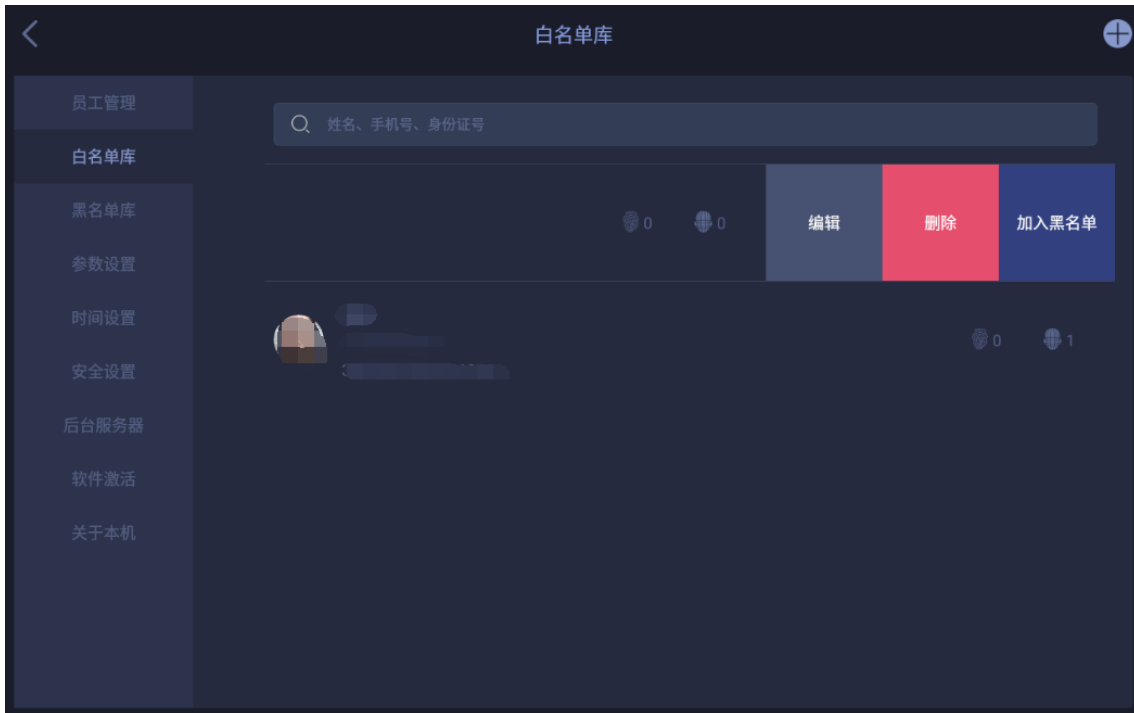 白名单库
员工管理
白名单库
黑名单库
参数设置
时间设置
安全设置
后台服务器
软件激活
关于本机
姓名、手机号、身份证号
0 0 编辑 删除 加入黑名单
0 1